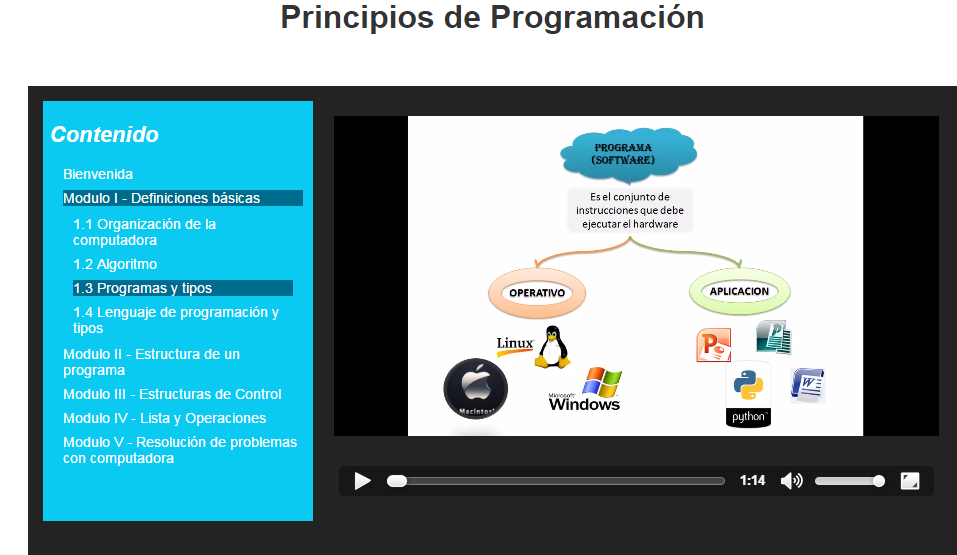 Principios de Programación
Contenido
Bienvenida
Modulo I - Definiciones básicas
1.1 Organización de la
computadora
1.2 Algoritmo
1.3 Programas y tipos
1.4 Lenguaje de programación y
tipos
Modulo II - Estructura de un
programa
Modulo III - Estructuras de Control
Modulo IV - Lista y Operaciones
Modulo V - Resolución de problemas
con computadora
PROGRAMA
(SOFTWARE)
Es el conjunto de
instrucciones que debe
ejecutar el hardware
OPERATIVO
APLICACION
Linux
Macintosh
Microsoft
Windows
P
P
python
W
1:14